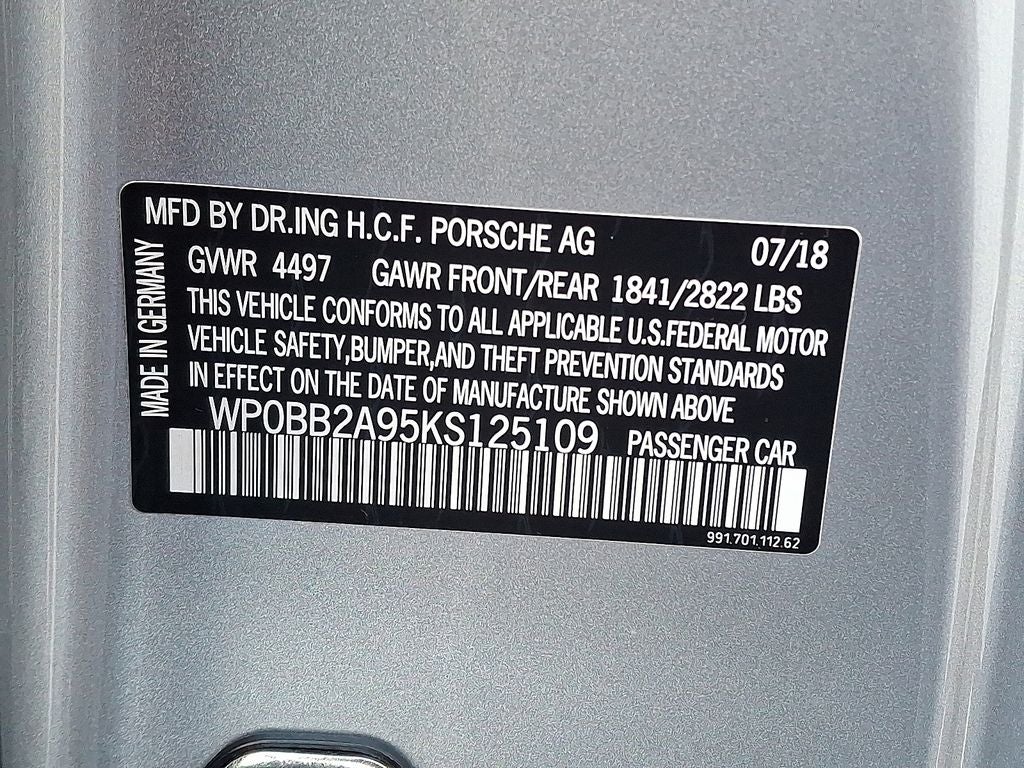 MFD BY DR.ING H.C.F. PORSCHE AG 07/18
GVWR 4497 GAWR FRONT/REAR 1841/2822 LBS
THIS VEHICLE CONFORMS TO ALL APPLICABLE U.S.FEDERAL MOTOR
VEHICLE SAFETY,BUMPER,AND THEFT PREVENTION STANDARDS
IN EFFECT ON THE DATE OF MANUFACTURE SHOWN ABOVE
WP0BB2A95KS125109 PASSENGER CAR
991.701.112.62
MADE IN GERMANY